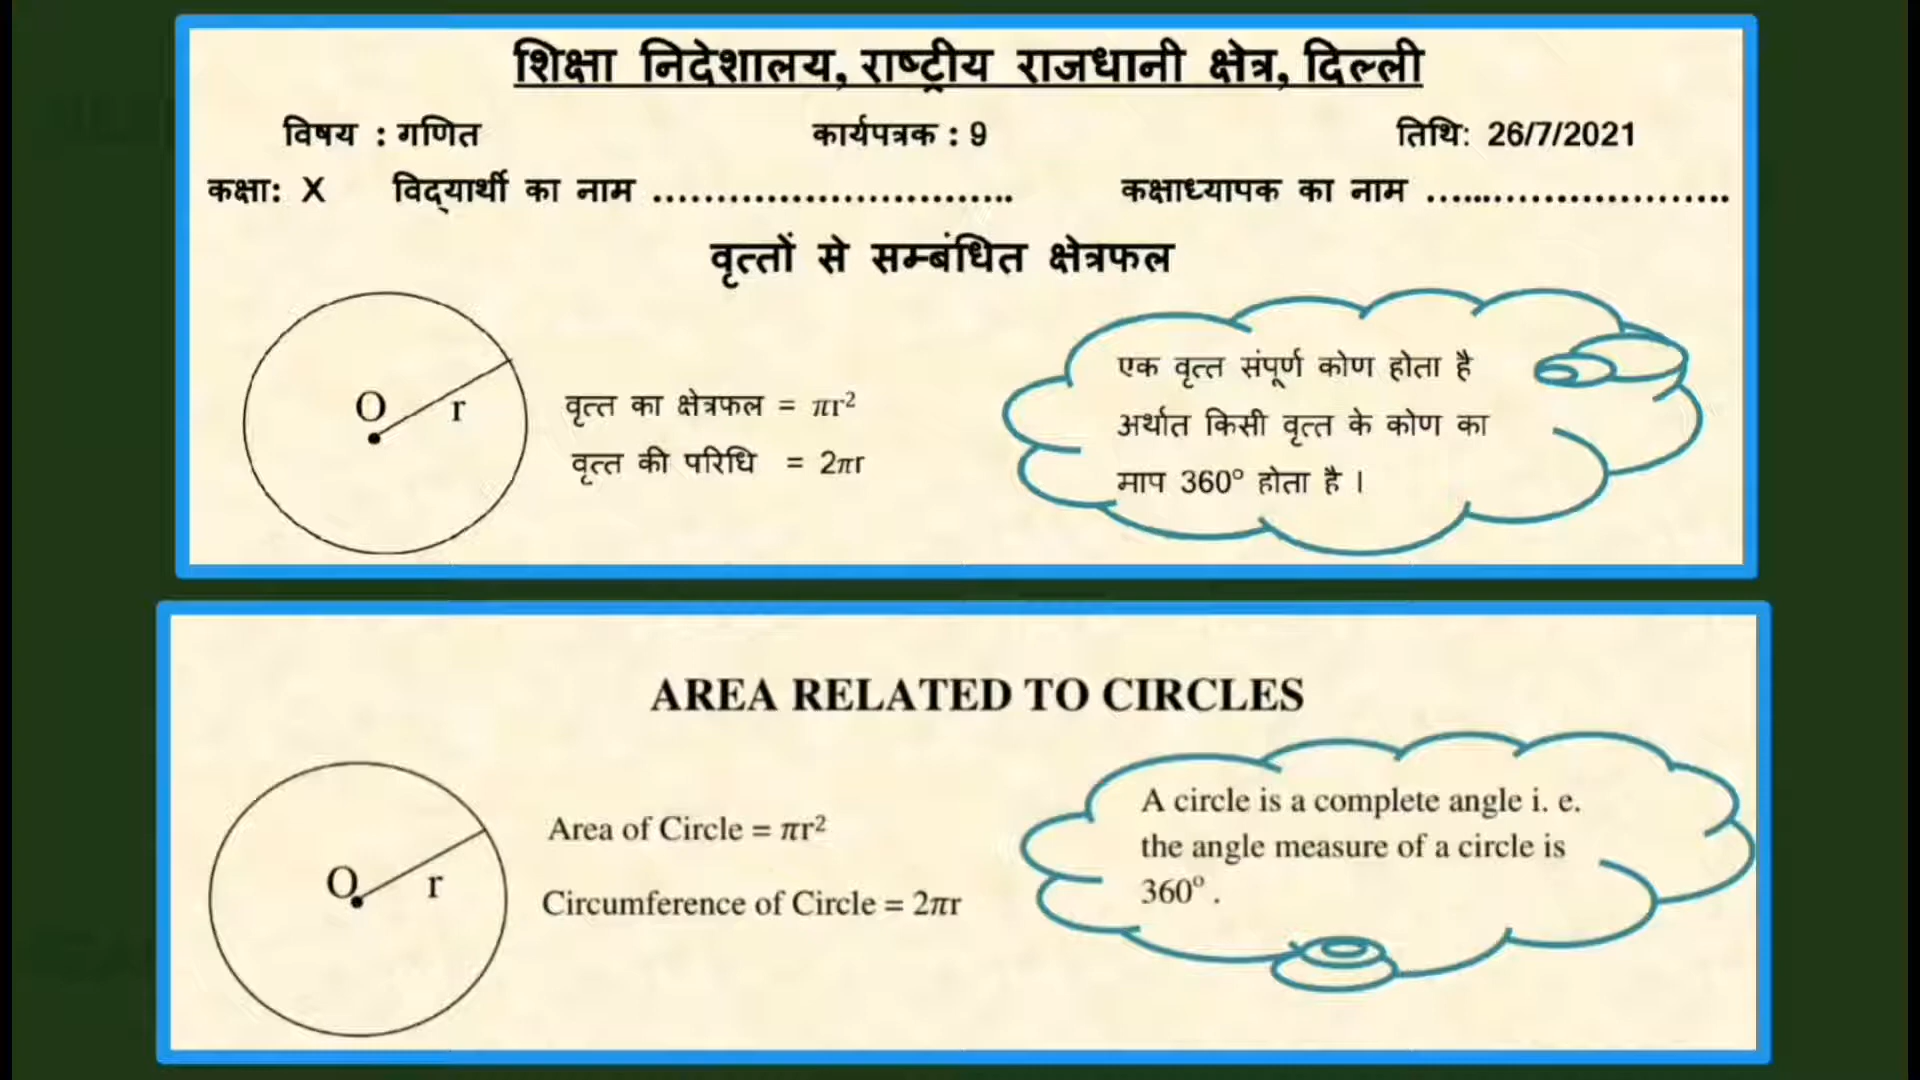 शिक्षा निदेशालय, राष्ट्रीय राजधानी क्षेत्र, दिल्ली
विषय : गणित कार्यपत्रक : 9 तिथि: 26/7/2021
कक्षा: X विद्यार्थी का नाम ………………………….. कक्षाध्यापक का नाम …...………………..
वृत्तों से सम्बंधित क्षेत्रफल
O r
वृत्त का क्षेत्रफल = πr²
वृत्त की परिधि = 2πr
एक वृत्त संपूर्ण कोण होता है
अर्थात किसी वृत्त के कोण का
माप 360° होता है ।
AREA RELATED TO CIRCLES
O r
Area of Circle = πr²
Circumference of Circle = 2πr
A circle is a complete angle i. e.
the angle measure of a circle is
360° .